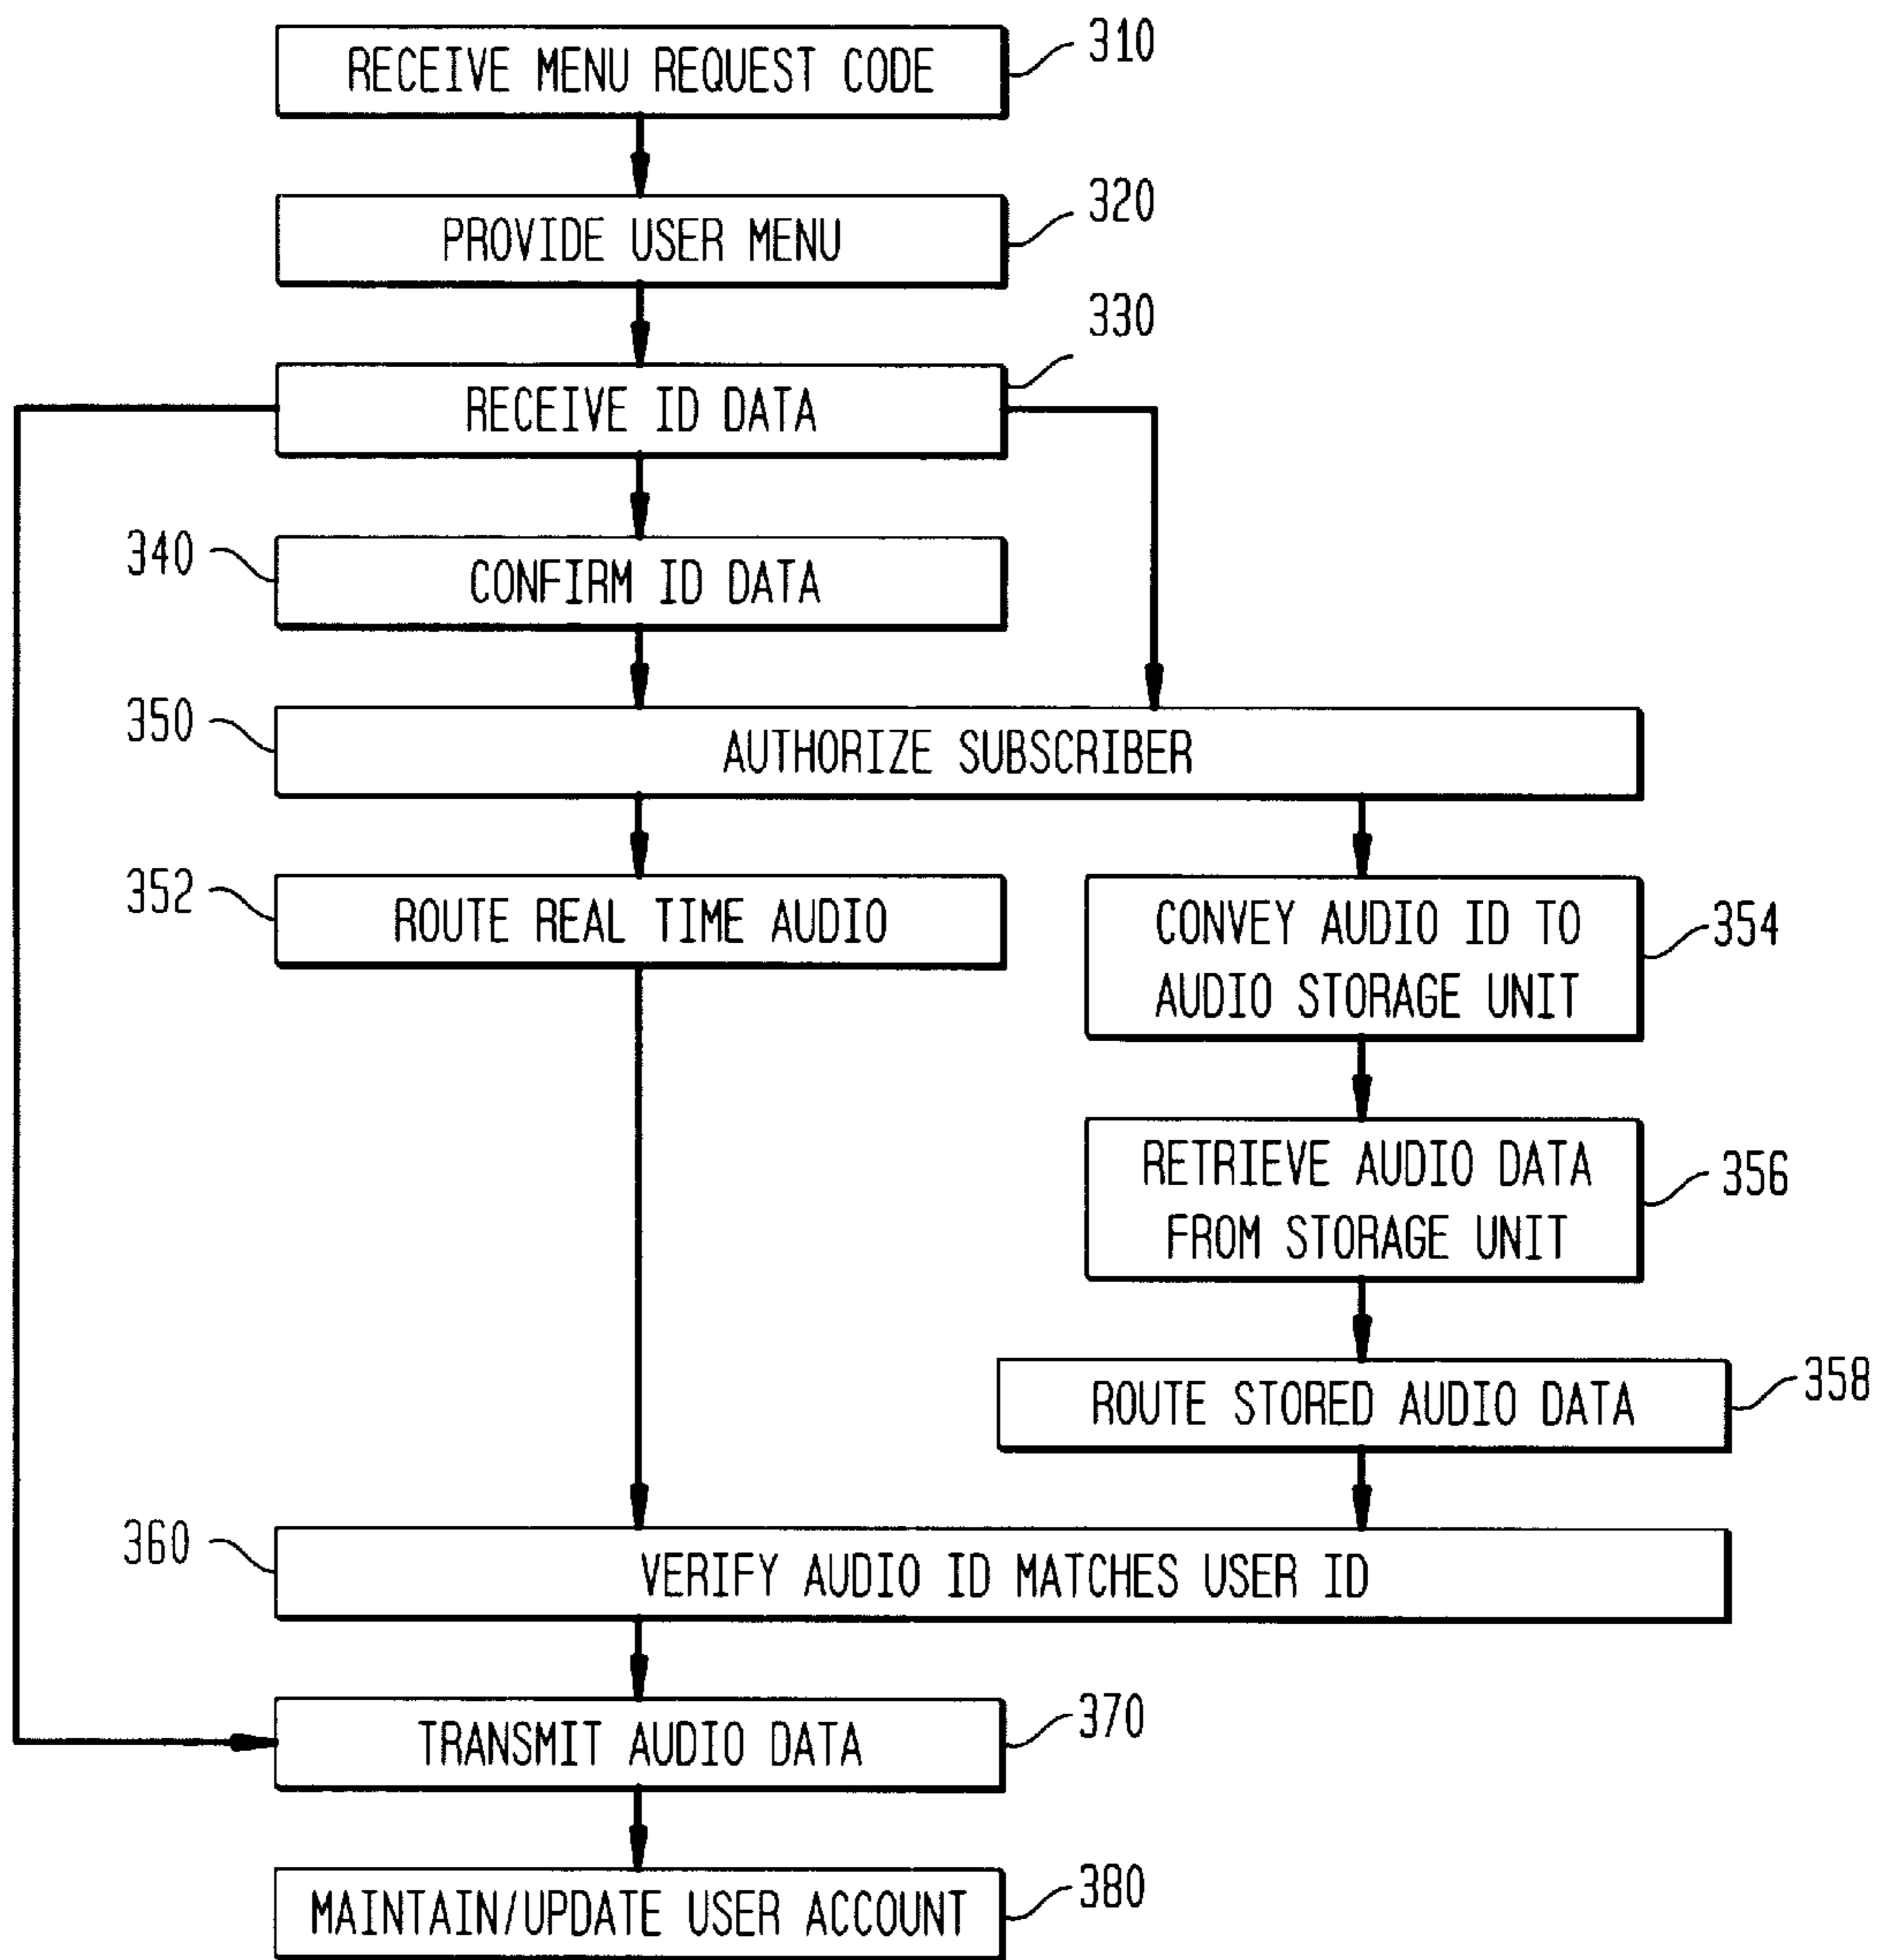 RECEIVE MENU REQUEST CODE
310
PROVIDE USER MENU
320
330
RECEIVE ID DATA
340
CONFIRM ID DATA
350
AUTHORIZE SUBSCRIBER
352
ROUTE REAL TIME AUDIO
CONVEY AUDIO ID TO
AUDIO STORAGE UNIT
354
RETRIEVE AUDIO DATA
FROM STORAGE UNIT
356
ROUTE STORED AUDIO DATA
358
360
VERIFY AUDIO ID MATCHES USER ID
TRANSMIT AUDIO DATA
370
MAINTAIN/UPDATE USER ACCOUNT
380